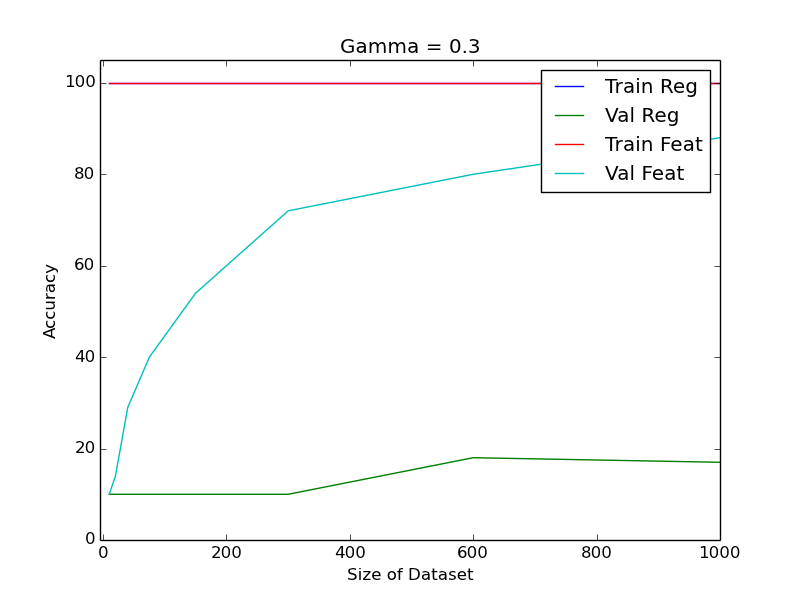 Gamma = 0.3
100
80
60
40
20
0
Accuracy
Train Reg
Val Reg
Train Feat
Val Feat
0 200 400 600 800 1000
Size of Dataset